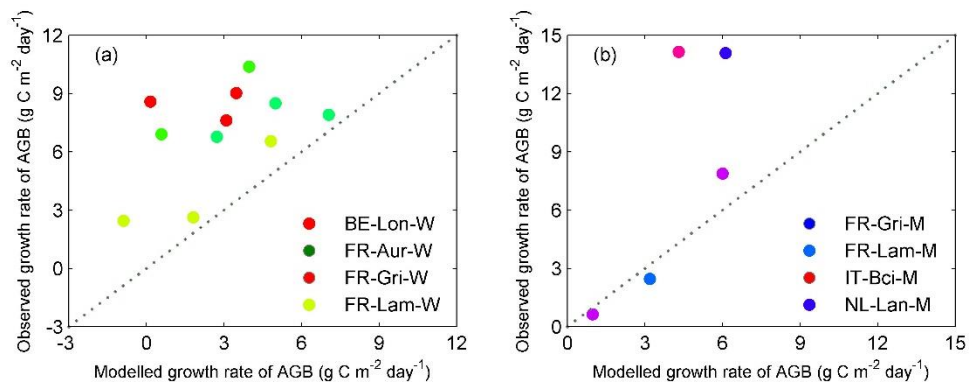 (a)
Observed growth rate of AGB (g C m⁻² day⁻¹)
12
9
6
3
0
-3
-3 0 3 6 9 12
Modelled growth rate of AGB (g C m⁻² day⁻¹)
BE-Lon-W
FR-Aur-W
FR-Gri-W
FR-Lam-W
(b)
Observed growth rate of AGB (g C m⁻² day⁻¹)
15
12
9
6
3
0
0 3 6 9 12 15
Modelled growth rate of AGB (g C m⁻² day⁻¹)
FR-Gri-M
FR-Lam-M
IT-Bci-M
NL-Lan-M